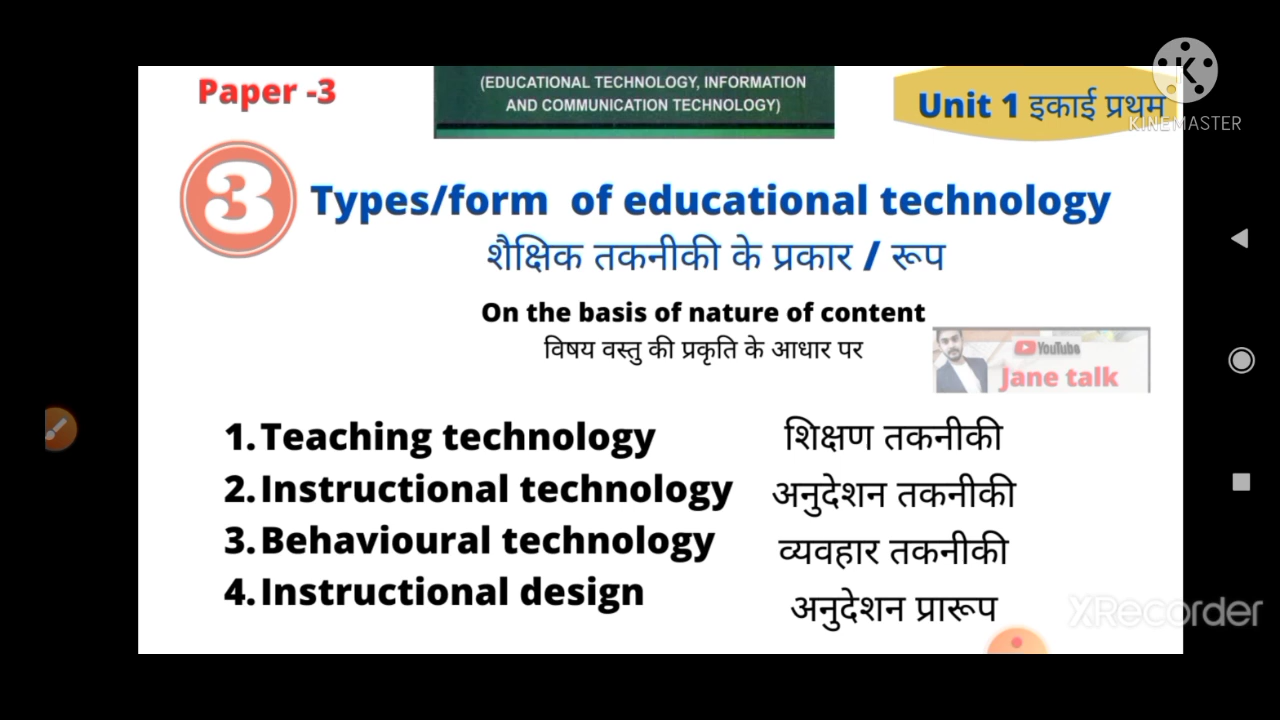 Paper -3
(EDUCATIONAL TECHNOLOGY, INFORMATION
AND COMMUNICATION TECHNOLOGY)
Unit 1 इकाई प्रथम
KINEMASTER
3
Types/form of educational technology
शैक्षिक तकनीकी के प्रकार / रूप
On the basis of nature of content
विषय वस्तु की प्रकृति के आधार पर
YouTube
Jane talk
1. Teaching technology शिक्षण तकनीकी
2. Instructional technology अनुदेशन तकनीकी
3. Behavioural technology व्यवहार तकनीकी
4. Instructional design अनुदेशन प्रारूप
XRecorder